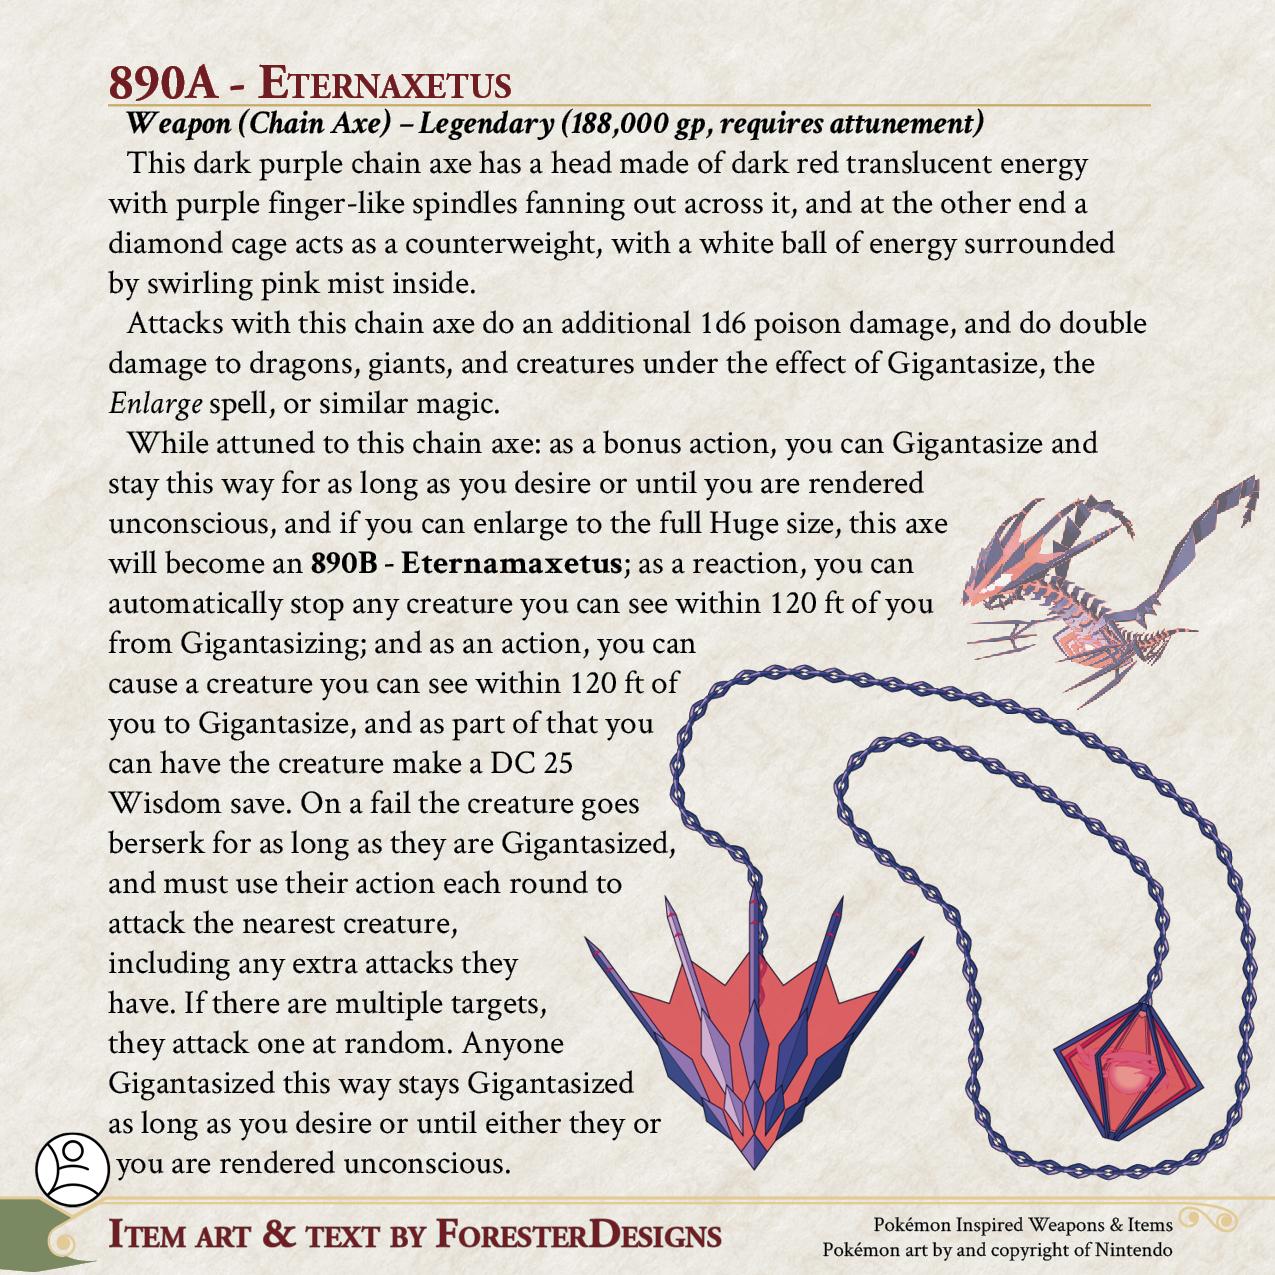 890A - Eternaxetus
Weapon (Chain Axe) – Legendary (188,000 gp, requires attunement)
This dark purple chain axe has a head made of dark red translucent energy
with purple finger-like spindles fanning out across it, and at the other end a
diamond cage acts as a counterweight, with a white ball of energy surrounded
by swirling pink mist inside.
Attacks with this chain axe do an additional 1d6 poison damage, and do double
damage to dragons, giants, and creatures under the effect of Gigantasize, the
Enlarge spell, or similar magic.
While attuned to this chain axe: as a bonus action, you can Gigantasize and
stay this way for as long as you desire or until you are rendered
unconscious, and if you can enlarge to the full Huge size, this axe
will become an 890B - Eternamaxetus; as a reaction, you can
automatically stop any creature you can see within 120 ft of you
from Gigantasizing; and as an action, you can
cause a creature you can see within 120 ft of
you to Gigantasize, and as part of that you
can have the creature make a DC 25
Wisdom save. On a fail the creature goes
berserk for as long as they are Gigantasized,
and must use their action each round to
attack the nearest creature,
including any extra attacks they
have. If there are multiple targets,
they attack one at random. Anyone
Gigantasized this way stays Gigantasized
as long as you desire or until either they or
you are rendered unconscious.
Item art & text by ForesterDesigns
Pokémon Inspired Weapons & Items
Pokémon art by and copyright of Nintendo